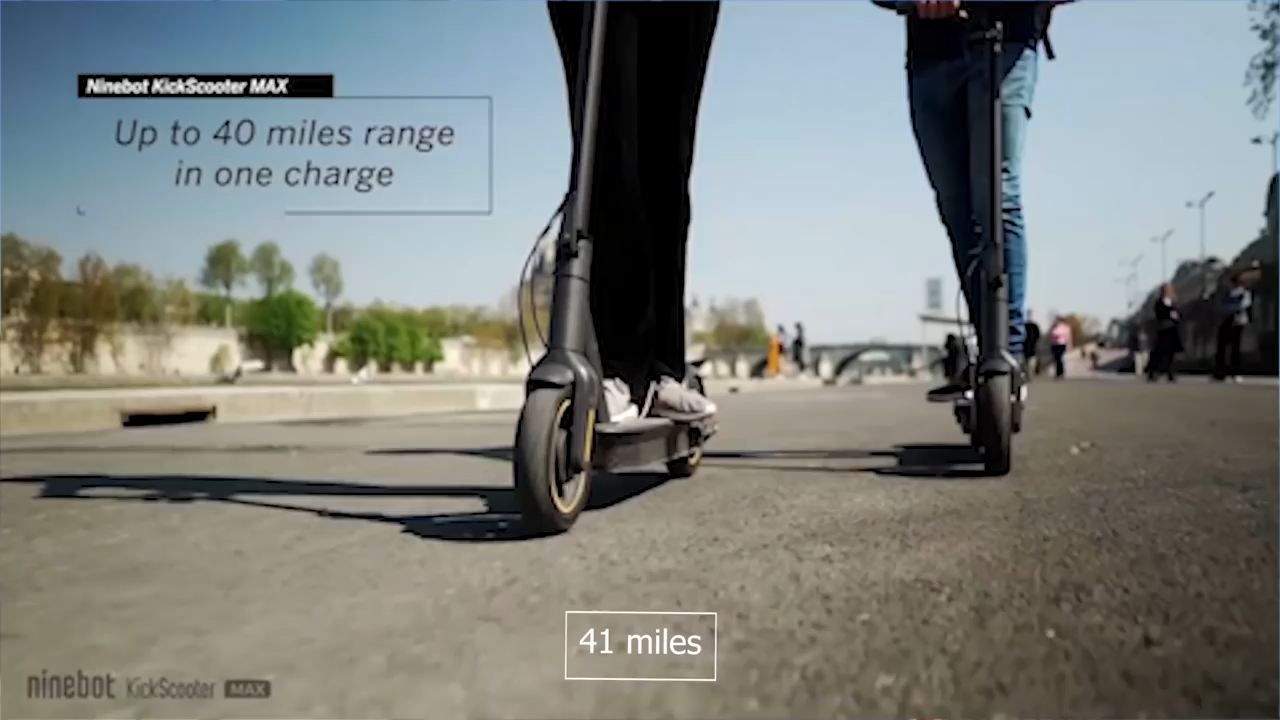 Ninebot KickScooter MAX
Up to 40 miles range
in one charge
41 miles
ninebot KickScooter MAX